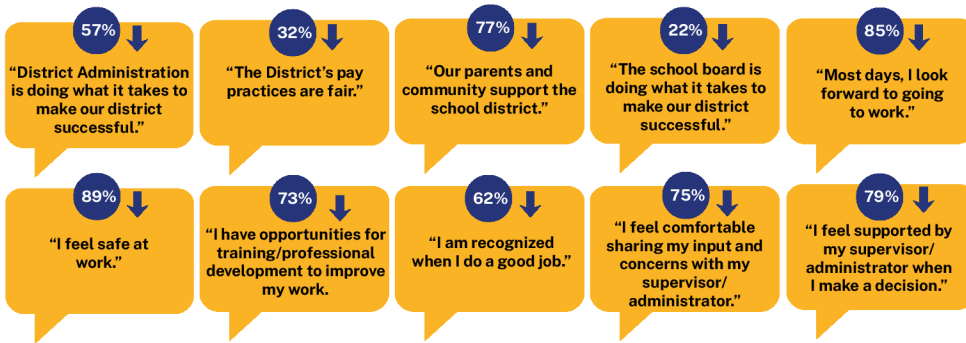 57%
“District Administration
is doing what it takes to
make our district
successful.”
32%
“The District’s pay
practices are fair.”
77%
“Our parents and
community support the
school district.”
22%
“The school board is
doing what it takes to
make our district
successful.”
85%
“Most days, I look
forward to going
to work.”
89%
“I feel safe at
work.”
73%
“I have opportunities for
training/professional
development to improve
my work.
62%
“I am recognized
when I do a good job.”
75%
“I feel comfortable
sharing my input and
concerns with my
supervisor/
administrator.”
79%
“I feel supported by
my supervisor/
administrator when
I make a decision.”